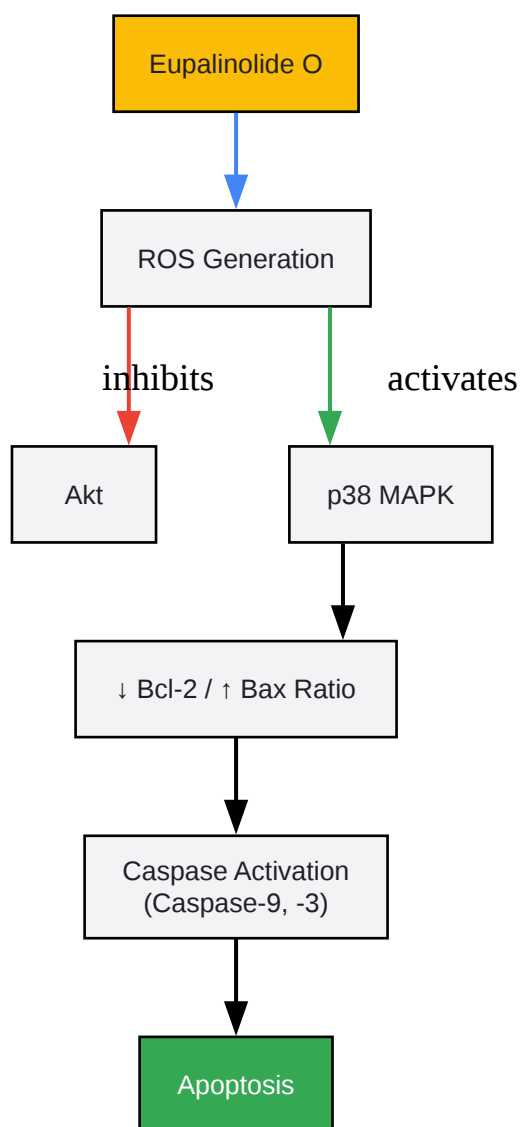 Eupalinolide O
ROS Generation
inhibits
activates
Akt
p38 MAPK
↓ Bcl-2 / ↑ Bax Ratio
Caspase Activation
(Caspase-9, -3)
Apoptosis